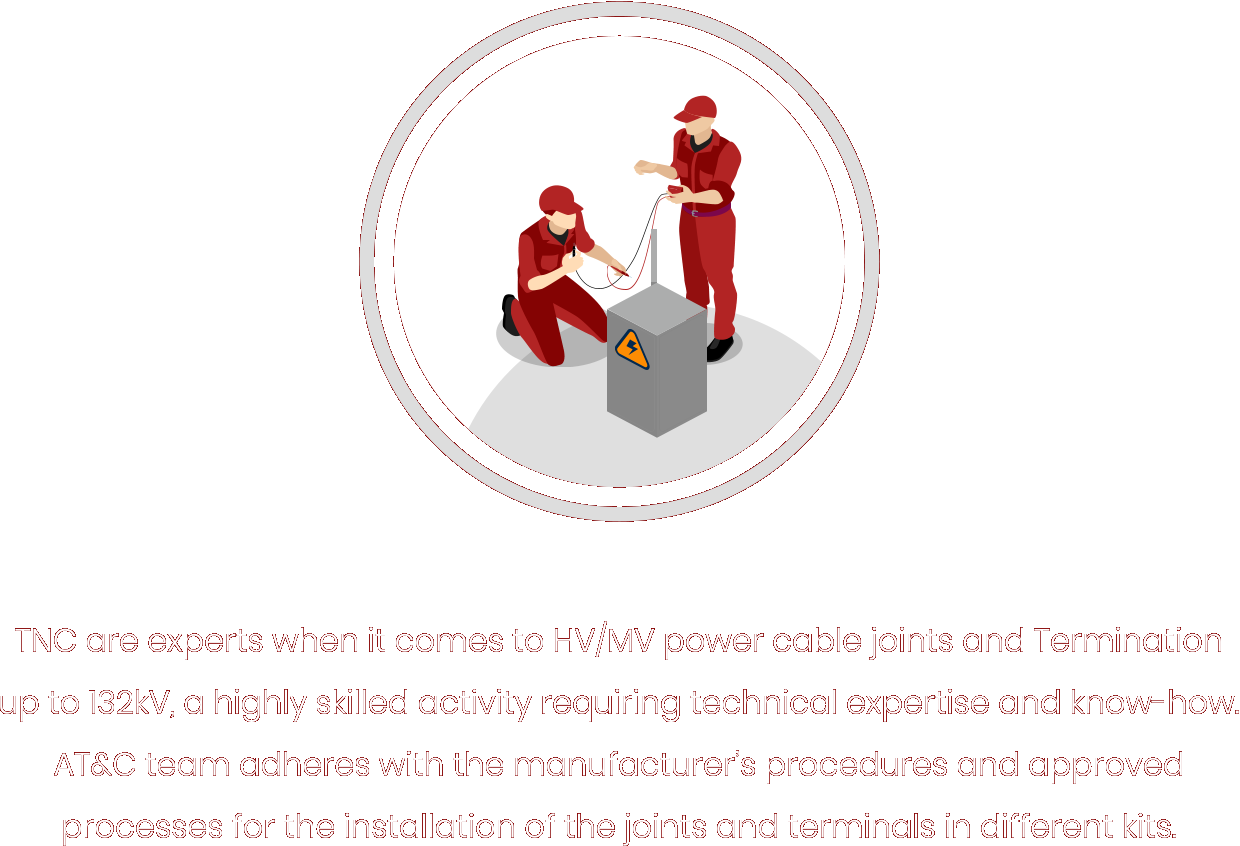 TNC are experts when it comes to HV/MV power cable joints and Termination
up to 132kV, a highly skilled activity requiring technical expertise and know-how.
AT&C team adheres with the manufacturer's procedures and approved
processes for the installation of the joints and terminals in different kits.